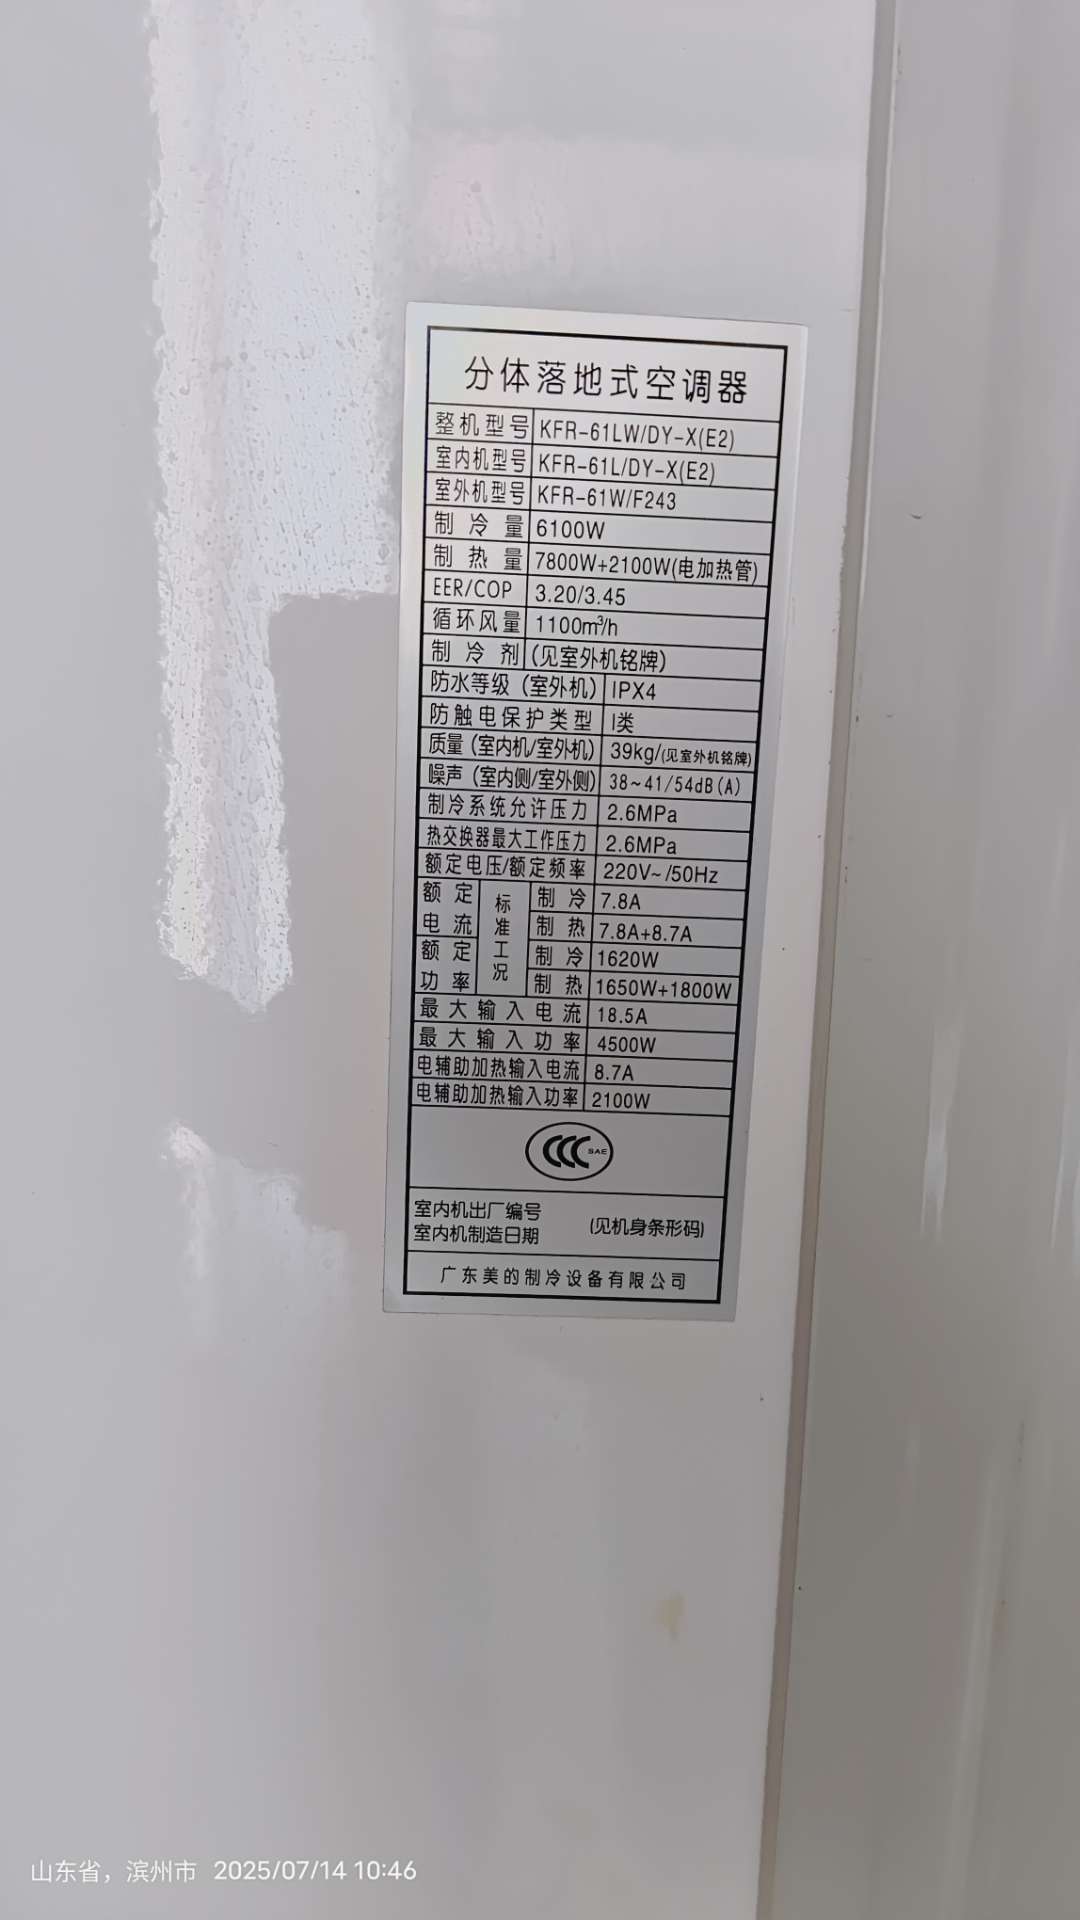 分体落地式空调器
整机型号 KFR-61LW/DY-X(E2)
室内机型号 KFR-61L/DY-X(E2)
室外机型号 KFR-61W/F243
制冷量 6100W
制热量 7800W+2100W(电加热管)
EER/COP 3.20/3.45
循环风量 1100m³/h
制冷剂 (见室外机铭牌)
防水等级（室外机） IPX4
防触电保护类型 I类
质量（室内机/室外机） 39kg/(见室外机铭牌)
噪声（室内侧/室外侧） 38~41/54dB(A)
制冷系统允许压力 2.6MPa
热交换器最大工作压力 2.6MPa
额定电压/额定频率 220V~/50Hz
额定电流 标准工况 制冷 7.8A
制热 7.8A+8.7A
额定功率 制冷 1620W
制热 1650W+1800W
最大输入电流 18.5A
最大输入功率 4500W
电辅助加热输入电流 8.7A
电辅助加热输入功率 2100W
CCC SAE
室内机出厂编号
室内机制造日期 (见机身条形码)
广东美的制冷设备有限公司
山东省，滨州市 2025/07/14 10:46